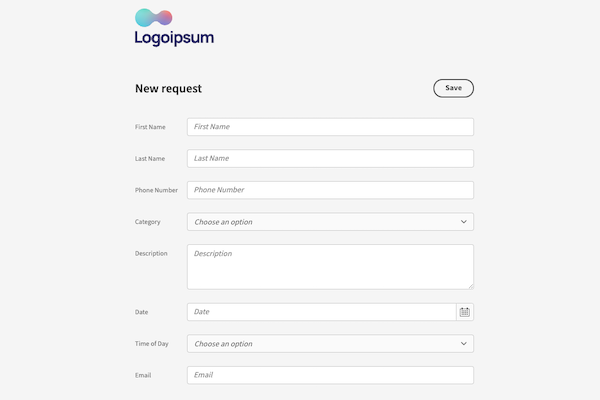 Logoipsum
New request
Save
First Name
First Name
Last Name
Last Name
Phone Number
Phone Number
Category
Choose an option
Description
Description
Date
Date
Time of Day
Choose an option
Email
Email